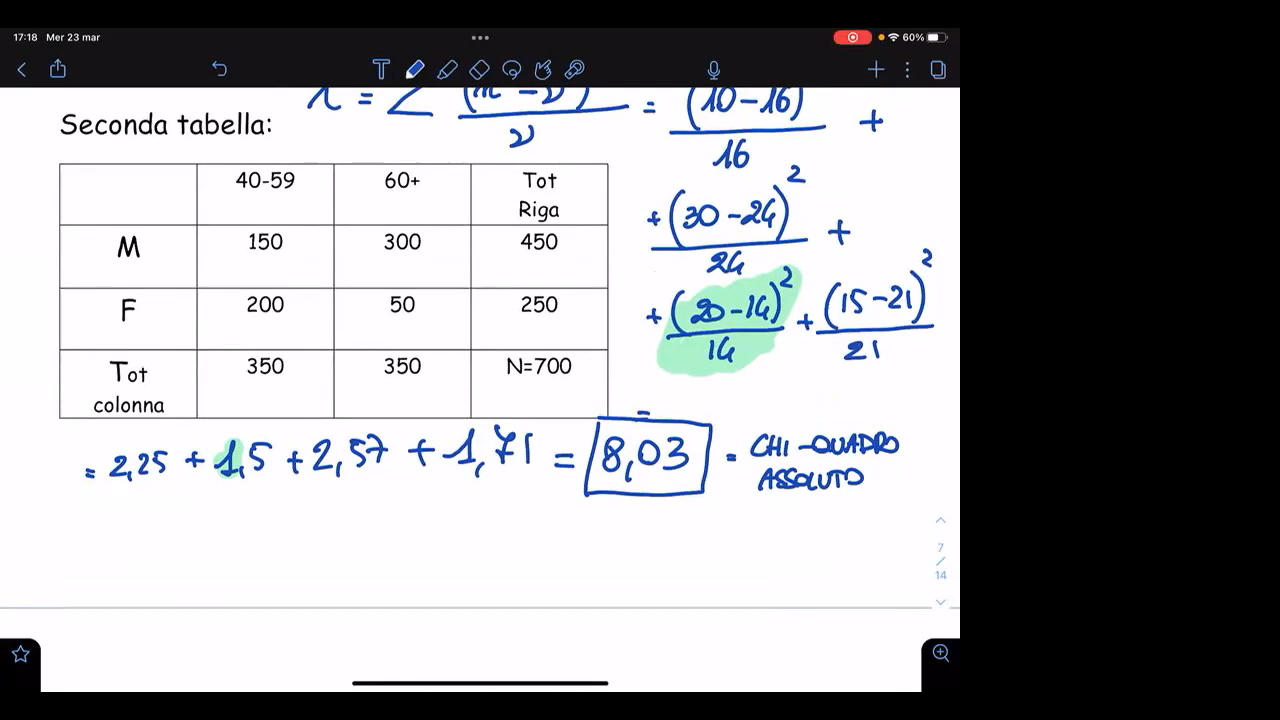 17:18 Mer 23 mar
60%
= (10-16)
16
+
Seconda tabella:
40-59 60+ Tot Riga
M 150 300 450
F 200 50 250
Tot colonna 350 350 N=700
+ (30-24)² +
24
+ (20-14)² + (15-21)²
14 21
= 2,25 + 1,5 + 2,57 + 1,71 = 8,03 = CHI-QUADRO
ASSOLUTO
7
/
14